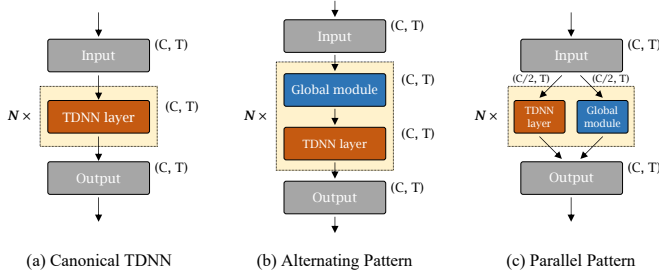 Input
(C, T)
N ×
TDNN layer
(C, T)
Output
(C, T)
(a) Canonical TDNN
Input
(C, T)
N ×
Global module
(C, T)
TDNN layer
(C, T)
Output
(C, T)
(b) Alternating Pattern
Input
(C, T)
(C/2, T)
(C/2, T)
N ×
TDNN
layer
Global
module
Output
(C, T)
(c) Parallel Pattern